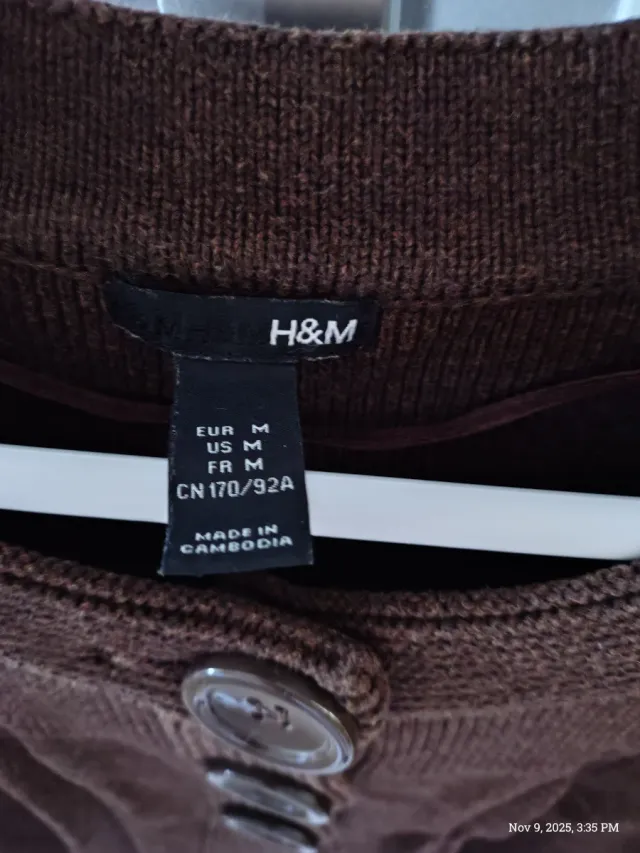 H&M
EUR M
US M
FR M
CN 170/92A
MADE IN
CAMBODIA
Nov 9, 2025, 3:35 PM